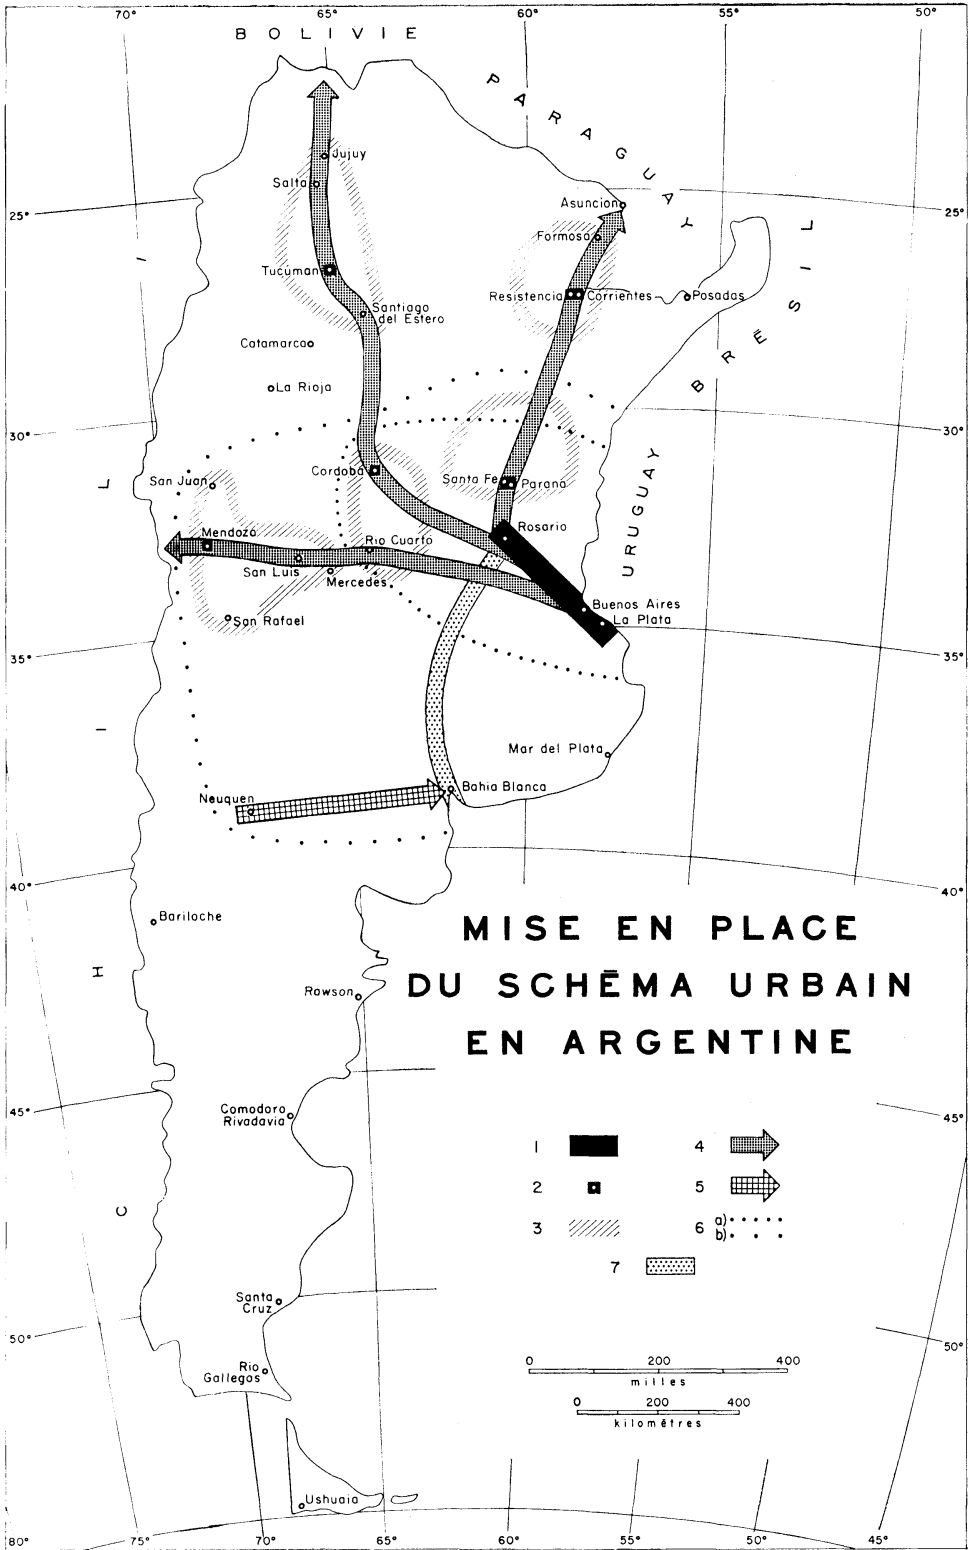 70°
65°
60°
55°
50°
BOLIVIE
PARAGUAY
BRĒSIL
URUGUAY
CHILI
Jujuy
Salta
Asuncion
25°
25°
Formosa
Tucuman
Resistencia
Corrientes
Posadas
Santiago
del Estero
Catamarca
La Rioja
30°
30°
Cordoba
San Juan
Santa Fe
Parana
Rosario
Mendoza
Rio Cuarto
San Luis
Mercedes
Buenos Aires
La Plata
San Rafael
35°
35°
Mar del Plata
Bahia Blanca
Neuquen
40°
40°
Bariloche
MISE EN PLACE
DU SCHĒMA URBAIN
EN ARGENTINE
Rawson
45°
45°
Comodoro
Rivadavia
1
4
2
5
3
6 a)
b)
7
Santa
Cruz
50°
50°
Rio
Gallegos
0 200 400
milles
0 200 400
kilomētres
Ushuaia
80°
75°
70°
65°
60°
55°
50°
45°